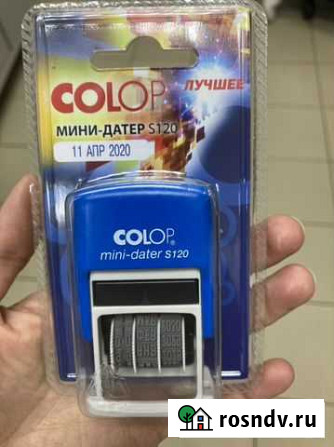 COLOP
ЛУЧШЕЕ
МИНИ-ДАТЕР S120
11 АПР 2020
COLOP®
mini-dater S120
rosndv.ru